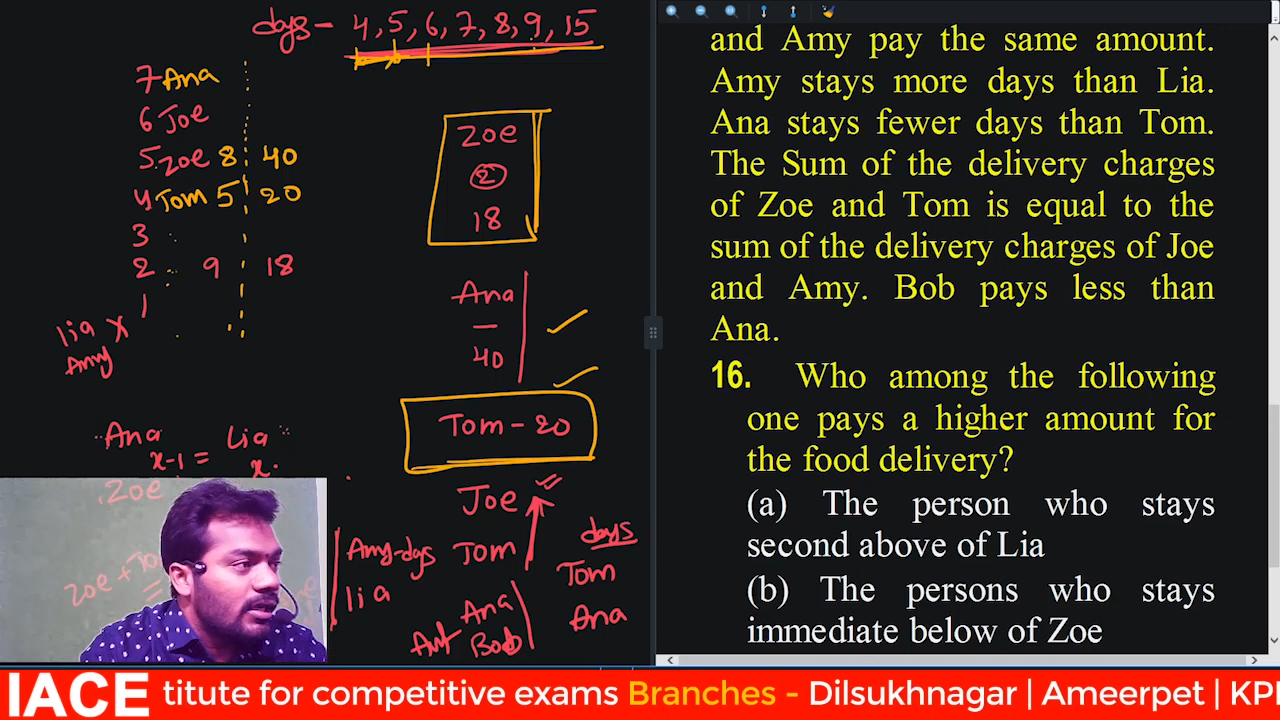 days - 4, 5, 6, 7, 8, 9, 15
7 Ana
6 Joe
5. Zoe 8 40
4 Tom 5 20
3
2 9 18
1
lia x
Amy
Zoe
2
18
Ana
—
40
Tom - 20
Ana Lia
x-1 = x
Zoe
Zoe + To
=
Joe
Tom
Amy-days
lia
Ana
Amt Bob
days
Tom
Ana
and Amy pay the same amount.
Amy stays more days than Lia.
Ana stays fewer days than Tom.
The Sum of the delivery charges
of Zoe and Tom is equal to the
sum of the delivery charges of Joe
and Amy. Bob pays less than
Ana.
16. Who among the following
one pays a higher amount for
the food delivery?
(a) The person who stays
second above of Lia
(b) The persons who stays
immediate below of Zoe
IACE titute for competitive exams Branches - Dilsukhnagar | Ameerpet | KP